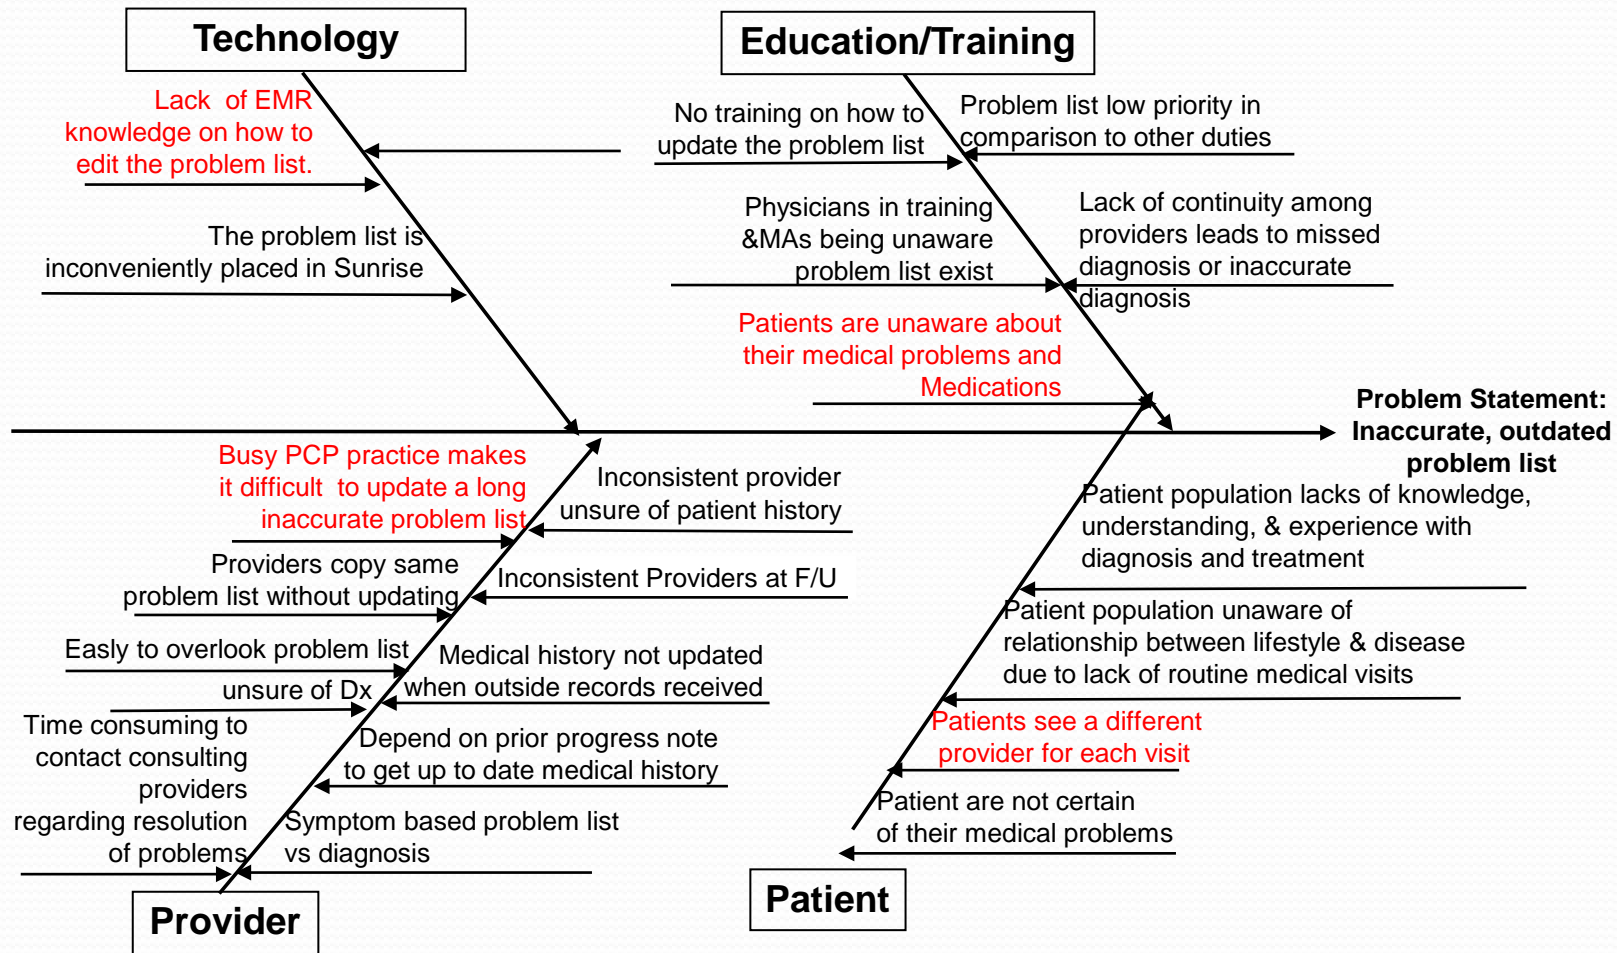 Technology
Education/Training
Lack of EMR
knowledge on how to
edit the problem list.
The problem list is
inconveniently placed in Sunrise
No training on how to
update the problem list
Problem list low priority in
comparison to other duties
Physicians in training
&MAs being unaware
problem list exist
Lack of continuity among
providers leads to missed
diagnosis or inaccurate
diagnosis
Patients are unaware about
their medical problems and
Medications
Problem Statement:
Inaccurate, outdated
problem list
Busy PCP practice makes
it difficult to update a long
inaccurate problem list
Inconsistent provider
unsure of patient history
Providers copy same
problem list without updating
Inconsistent Providers at F/U
Easly to overlook problem list
Medical history not updated
when outside records received
unsure of Dx
Time consuming to
contact consulting
providers
regarding resolution
of problems
Depend on prior progress note
to get up to date medical history
Symptom based problem list
vs diagnosis
Provider
Patient population lacks of knowledge,
understanding, & experience with
diagnosis and treatment
Patient population unaware of
relationship between lifestyle & disease
due to lack of routine medical visits
Patients see a different
provider for each visit
Patient are not certain
of their medical problems
Patient